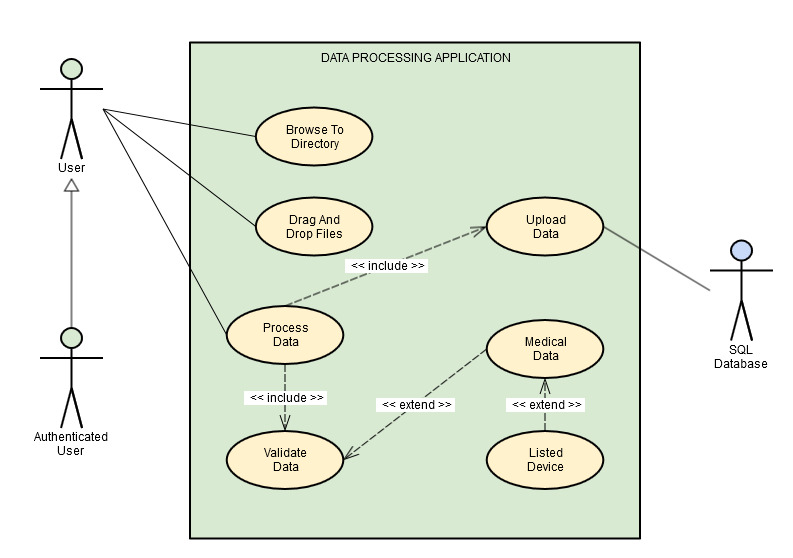 DATA PROCESSING APPLICATION
Browse To
Directory
User
Drag And
Drop Files
Upload
Data
<< include >>
Process
Data
Medical
Data
SQL
Database
<< include >>
<< extend >>
<< extend >>
Authenticated
User
Validate
Data
Listed
Device